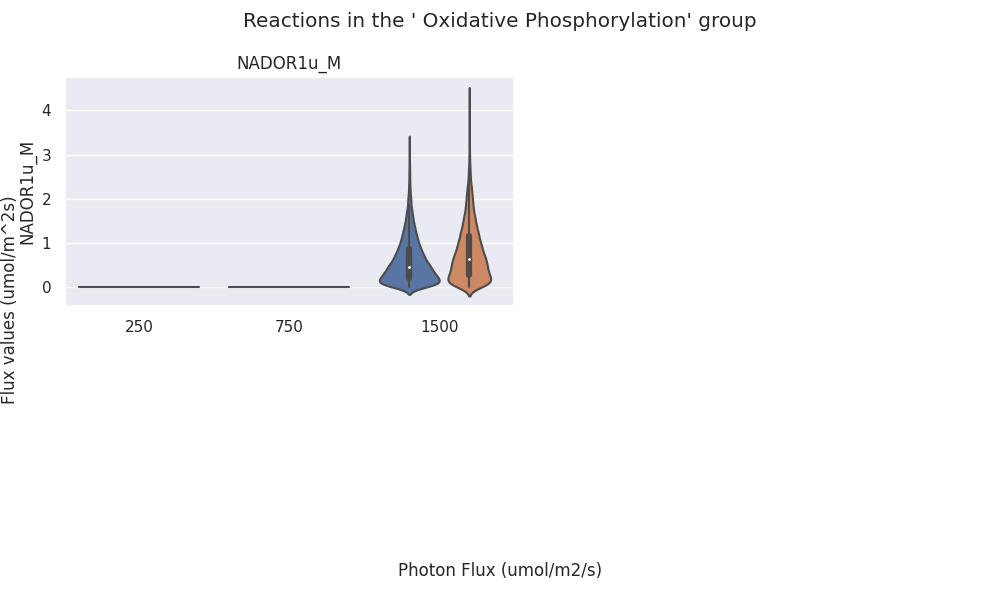 Reactions in the ' Oxidative Phosphorylation' group
NADOR1u_M
4
3
2
1
0
NADOR1u_M
Flux values (umol/m^2s)
250 750 1500
Photon Flux (umol/m2/s)